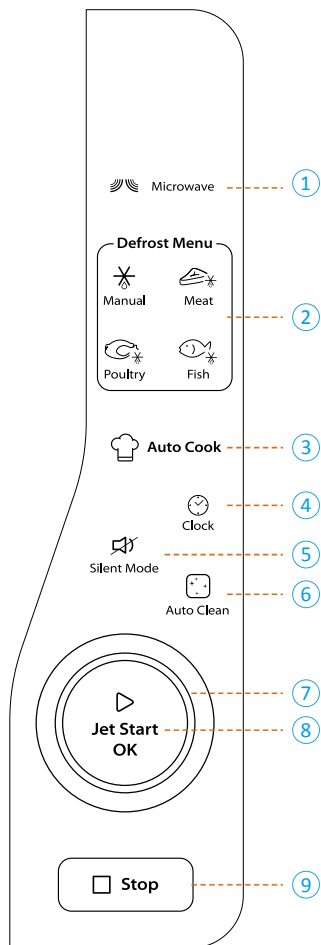 Microwave 1
Defrost Menu
Manual Meat
2
Poultry Fish
Auto Cook 3
4
Clock
5
Silent Mode
6
Auto Clean
7
Jet Start 8
OK
Stop 9